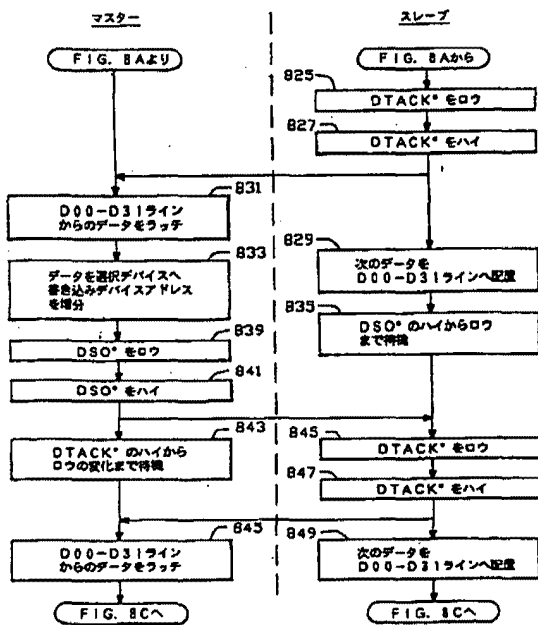 マスター
スレーブ
FIG. 8Aより
FIG. 8Aから
825
DTACK*をロウ
827
DTACK*をハイ
831
D00-D31ライン
からのデータをラッチ
833
データを選択デバイスへ
書き込みデバイスアドレス
を増分
829
次のデータを
D00-D31ラインへ配置
835
DSO*のハイからロウ
まで待機
839
DSO*をロウ
841
DSO*をハイ
843
DTACK*のハイから
ロウの変化まで待機
845
DTACK*をロウ
847
DTACK*をハイ
845
D00-D31ライン
からのデータをラッチ
849
次のデータを
D00-D31ラインへ配置
FIG. 8Cへ
FIG. 8Cへ